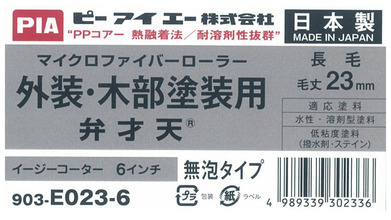 PIA ピーアイエー株式会社
"PPコアー 熱融着法／耐溶剤性抜群"
日本製
MADE IN JAPAN
マイクロファイバーローラー
外装・木部塗装用
弁才天®
長毛
毛丈23mm
適応塗料
水性・溶剤型塗料
低粘度塗料
(撥水剤・ステイン)
イージーコーター 6インチ
903-E023-6
無泡タイプ
プラ 包装 紙 ラベル
4 989339 302336